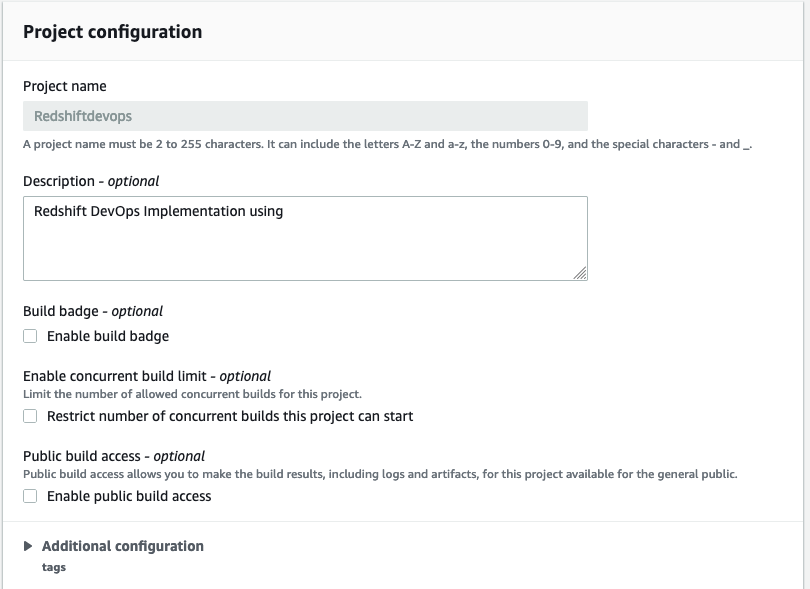 Project configuration
Project name
Redshiftdevops
A project name must be 2 to 255 characters. It can include the letters A-Z and a-z, the numbers 0-9, and the special characters - and _.
Description - optional
Redshift DevOps Implementation using
Build badge - optional
Enable build badge
Enable concurrent build limit - optional
Limit the number of allowed concurrent builds for this project.
Restrict number of concurrent builds this project can start
Public build access - optional
Public build access allows you to make the build results, including logs and artifacts, for this project available for the general public.
Enable public build access
Additional configuration
tags